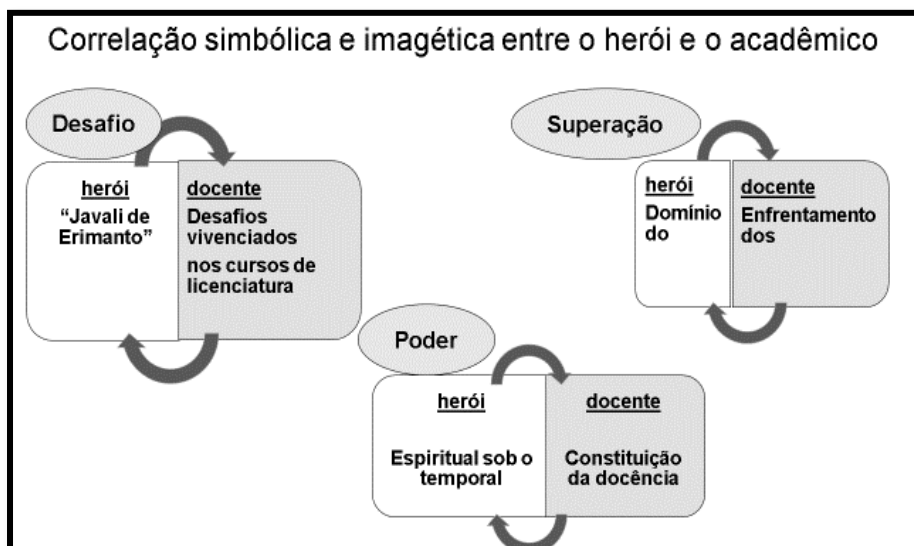 Correlação simbólica e imagética entre o herói e o acadêmico
Desafio
herói
“Javali de
Erimanto”
docente
Desafios
vivenciados
nos cursos de
licenciatura
Superação
herói
Domínio
do
docente
Enfrentamento
dos
Poder
herói
Espiritual sob o
temporal
docente
Constituição
da docência